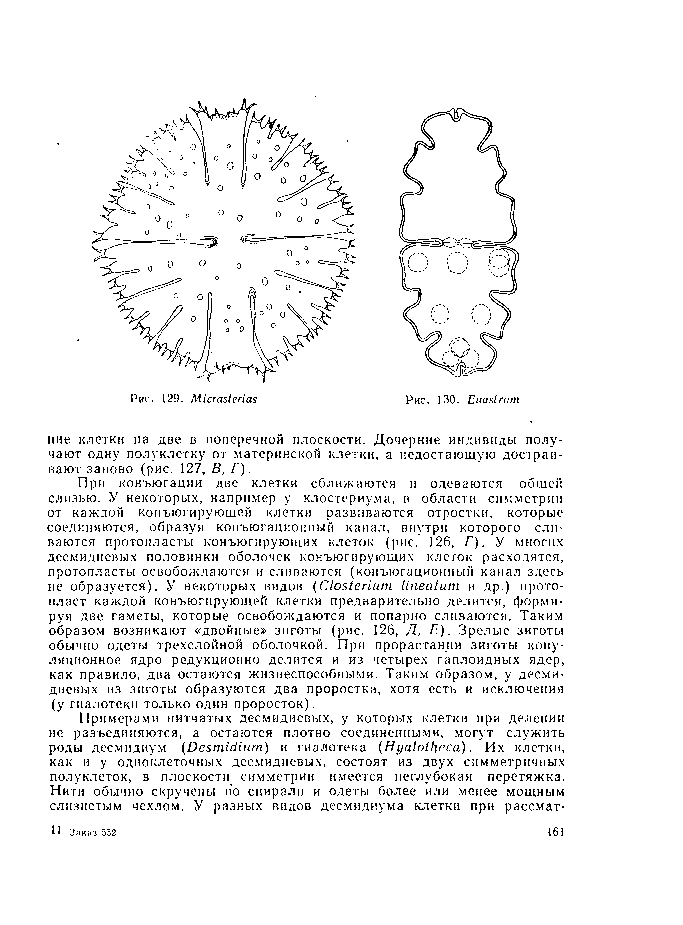 Рис. 129. Micrasterias
Рис. 130. Euastrum
ние клетки на две в поперечной плоскости. Дочерние индивиды полу-
чают одну полуклетку от материнской клетки, а недостающую достраи-
вают заново (рис. 127, В, Г).
При конъюгации две клетки сближаются и одеваются общей
слизью. У некоторых, например у клостериума, в области симметрии
от каждой конъюгирующей клетки развиваются отростки, которые
соединяются, образуя конъюгационный канал, внутри которого сли-
ваются протопласты конъюгирующих клеток (рис. 126, Г). У многих
десмидиевых половинки оболочек конъюгирующих клеток расходятся,
протопласты освобождаются и сливаются (конъюгационный канал здесь
не образуется). У некоторых видов (Closterium lineatum и др.) прото-
пласт каждой конъюгирующей клетки предварительно делится, форми-
руя две гаметы, которые освобождаются и попарно сливаются. Таким
образом возникают «двойные» зиготы (рис. 126, Д, Е). Зрелые зиготы
обычно одеты трехслойной оболочкой. При прорастании зиготы копу-
ляционное ядро редукционно делится и из четырех гаплоидных ядер,
как правило, два остаются жизнеспособными. Таким образом, у десми-
диевых из зиготы образуются два проростка, хотя есть и исключения
(у гиалотеки только один проросток).
Примерами нитчатых десмидиевых, у которых клетки при делении
не разъединяются, а остаются плотно соединенными, могут служить
роды десмидиум (Desmidium) и гиалотека (Hyalotheca). Их клетки,
как и у одноклеточных десмидиевых, состоят из двух симметричных
полуклеток, в плоскости симметрии имеется неглубокая перетяжка.
Нити обычно скручены по спирали и одеты более или менее мощным
слизистым чехлом. У разных видов десмидиума клетки при рассмат-
11 Заказ 552
161